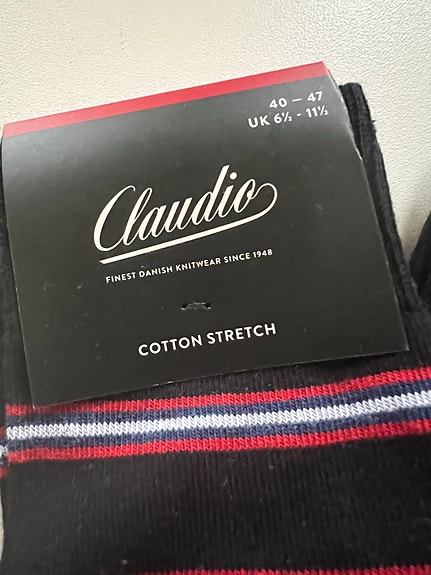 40 – 47
UK 6½ - 11½
Claudio
FINEST DANISH KNITWEAR SINCE 1948
COTTON STRETCH